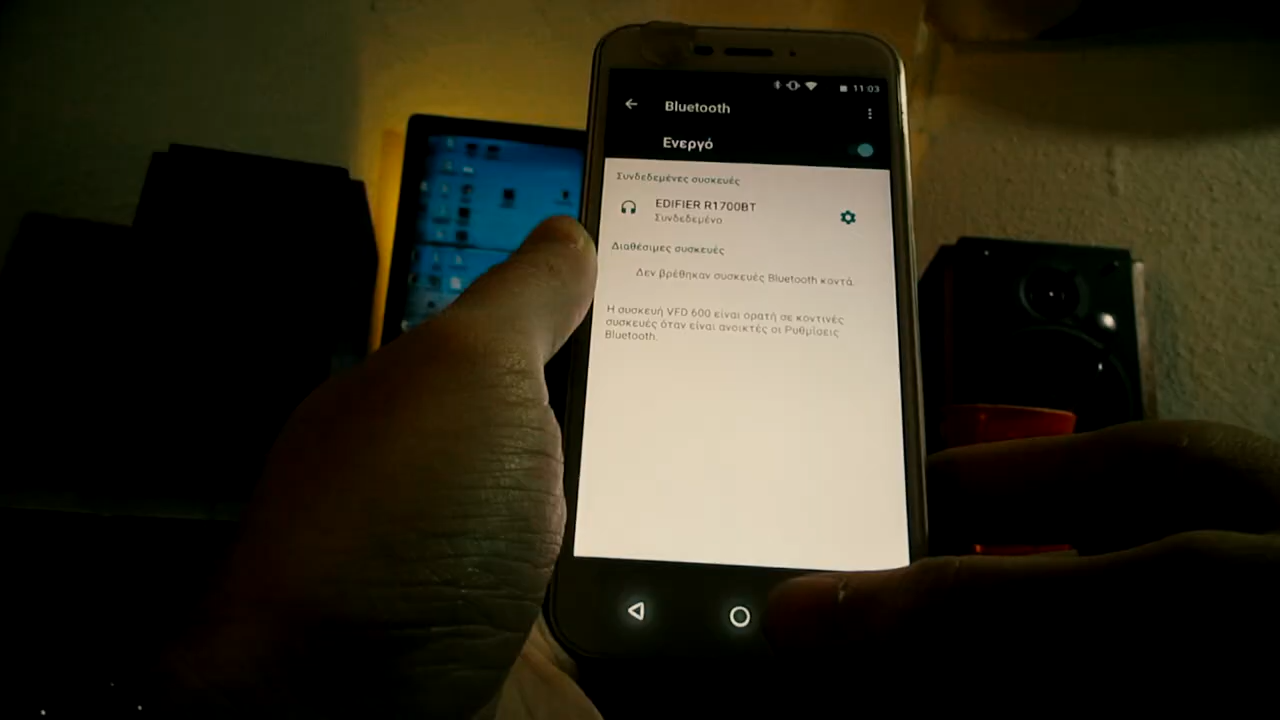 11:03
Bluetooth
Ενεργό
Συνδεδεμένες συσκευές
EDIFIER R1700BT
Συνδεδεμένο
Διαθέσιμες συσκευές
Δεν βρέθηκαν συσκευές Bluetooth κοντά.
Η συσκευή VFD 600 είναι ορατή σε κοντινές
συσκευές όταν είναι ανοικτές οι Ρυθμίσεις
Bluetooth.